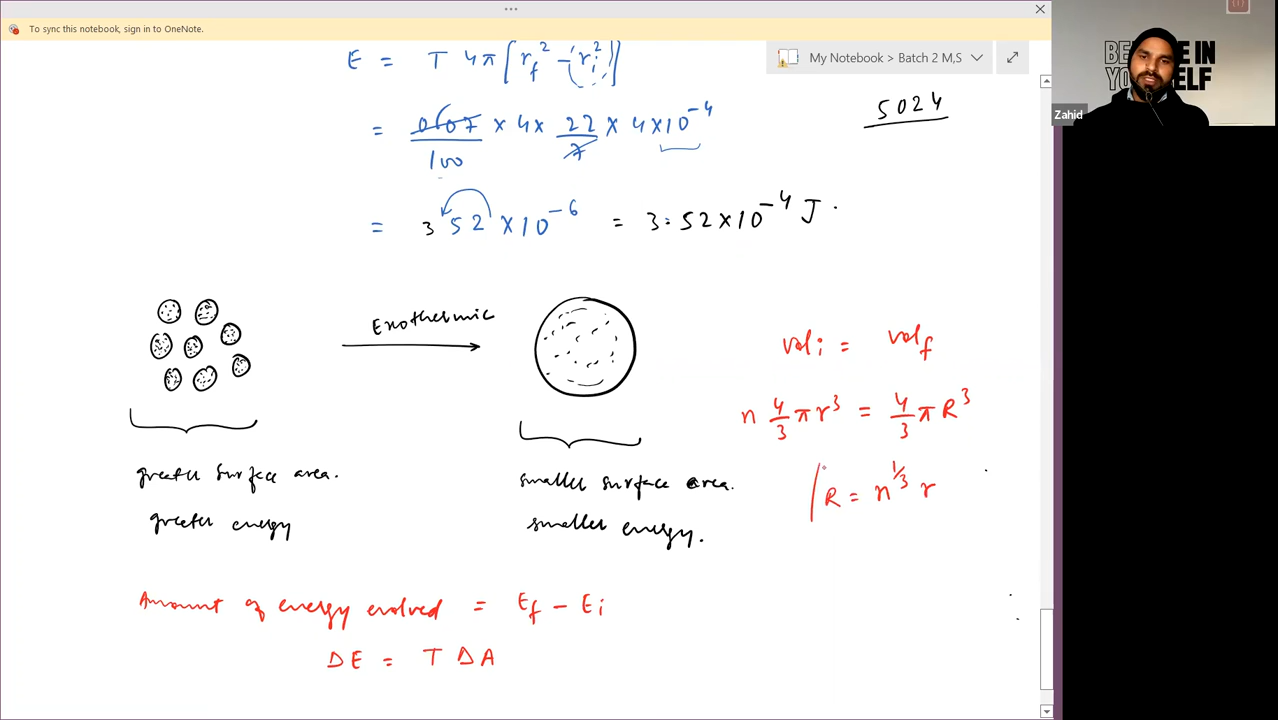 To sync this notebook, sign in to OneNote.
My Notebook > Batch 2 M,S
Zahid
E = T 4π [r_f² − (r_i²)]
5024
= 0.07/100 × 4 × 22/7 × 4 × 10⁻⁴
= 352 × 10⁻⁶ = 3.52 × 10⁻⁴ J.
Exothermic
vol i = vol f
n 4/3 π r³ = 4/3 π R³
R = n^1/3 r
greater surface area.
greater energy
smaller surface area.
smaller energy.
Amount of energy evolved = E_f − E_i
ΔE = T ΔA